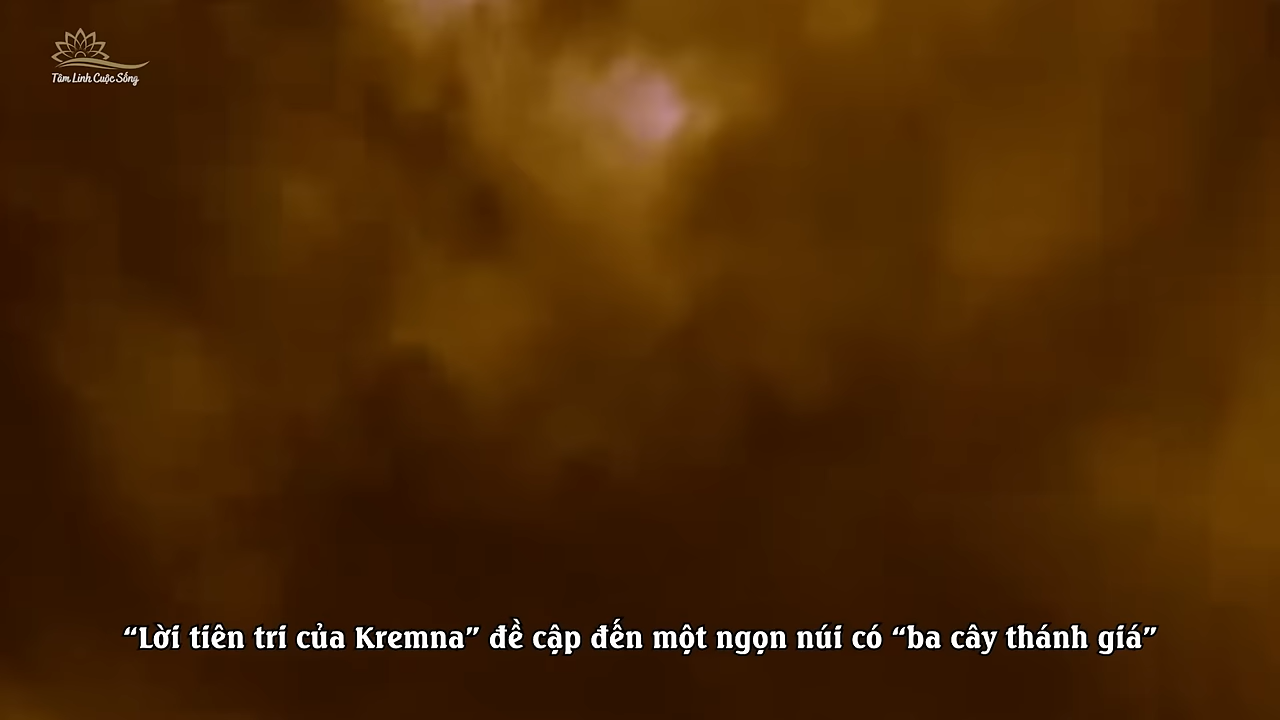 Tâm Linh Cuộc Sống
“Lời tiên tri của Kremna” đề cập đến một ngọn núi có “ba cây thánh giá”